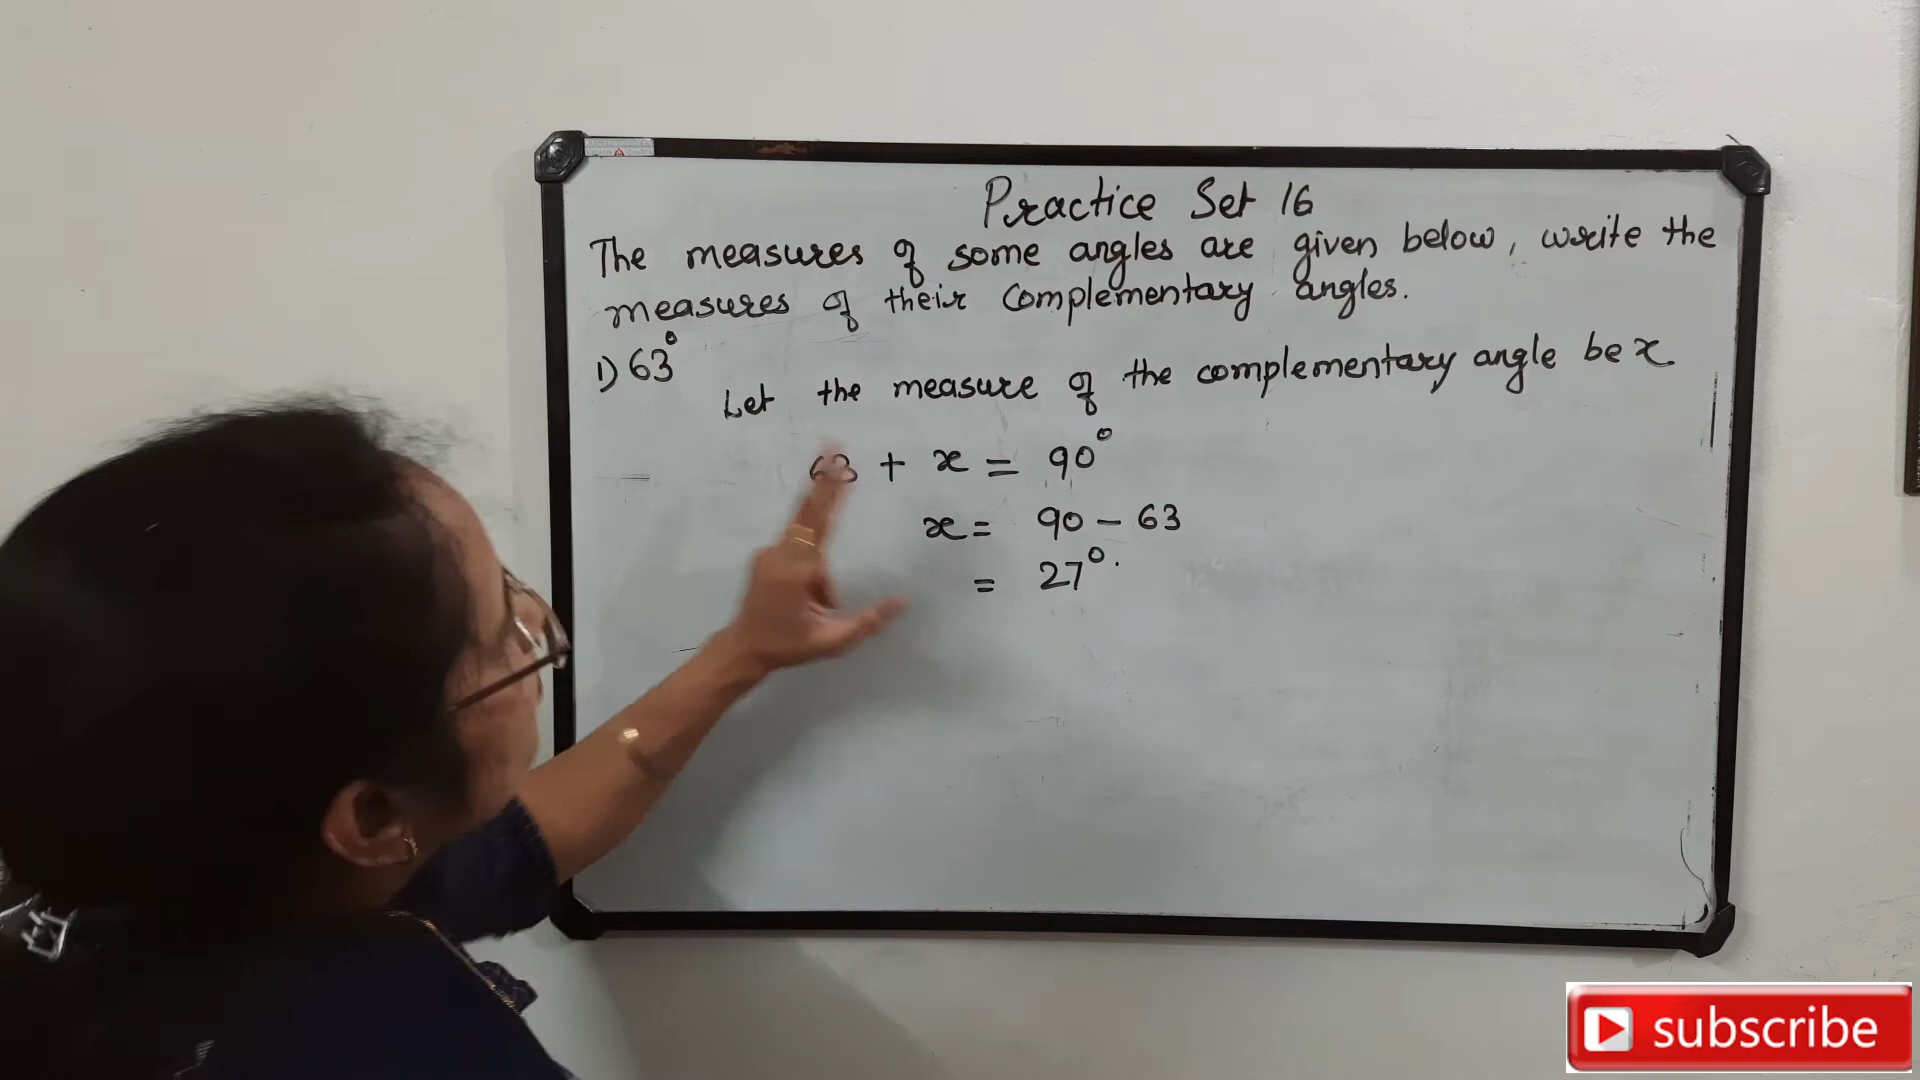 Practice Set 16
The measures of some angles are given below, write the
measures of their complementary angles.
1) 63°
Let the measure of the complementary angle be x
63 + x = 90°
x = 90 - 63
= 27°.
subscribe